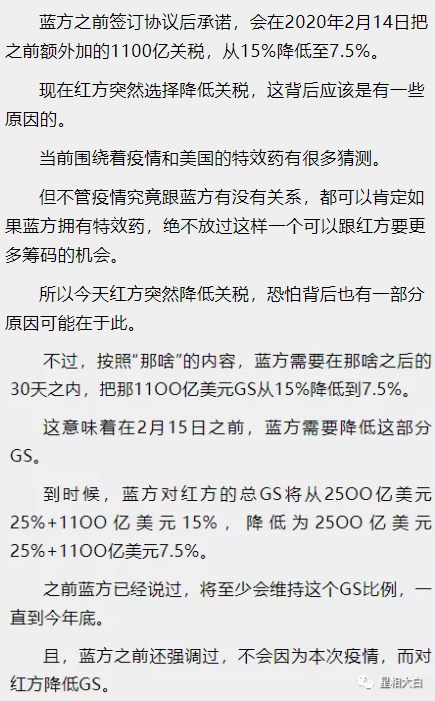 蓝方之前签订协议后承诺，会在2020年2月14日把
之前额外加的1100亿关税，从15%降低至7.5%。
现在红方突然选择降低关税，这背后应该是有一些
原因的。
当前围绕着疫情和美国的特效药有很多猜测。
但不管疫情究竟跟蓝方有没有关系，都可以肯定如
果蓝方拥有特效药，绝不放过这样一个可以跟红方要更
多筹码的机会。
所以今天红方突然降低关税，恐怕背后也有一部分
原因可能在于此。
不过，按照“那啥”的内容，蓝方需要在那啥之后的
30天之内，把那11OO亿美元GS从15%降低到7.5%。
这意味着在2月15日之前，蓝方需要降低这部分
GS。
到时候，蓝方对红方的总GS将从25OO亿美元
25%+11OO亿美元15%，降低为25OO亿美元
25%+11OO亿美元7.5%。
之前蓝方已经说过，将至少会维持这个GS比例，一
直到今年底。
且，蓝方之前还强调过，不会因为本次疫情，而对
红方降低GS。
星相大白